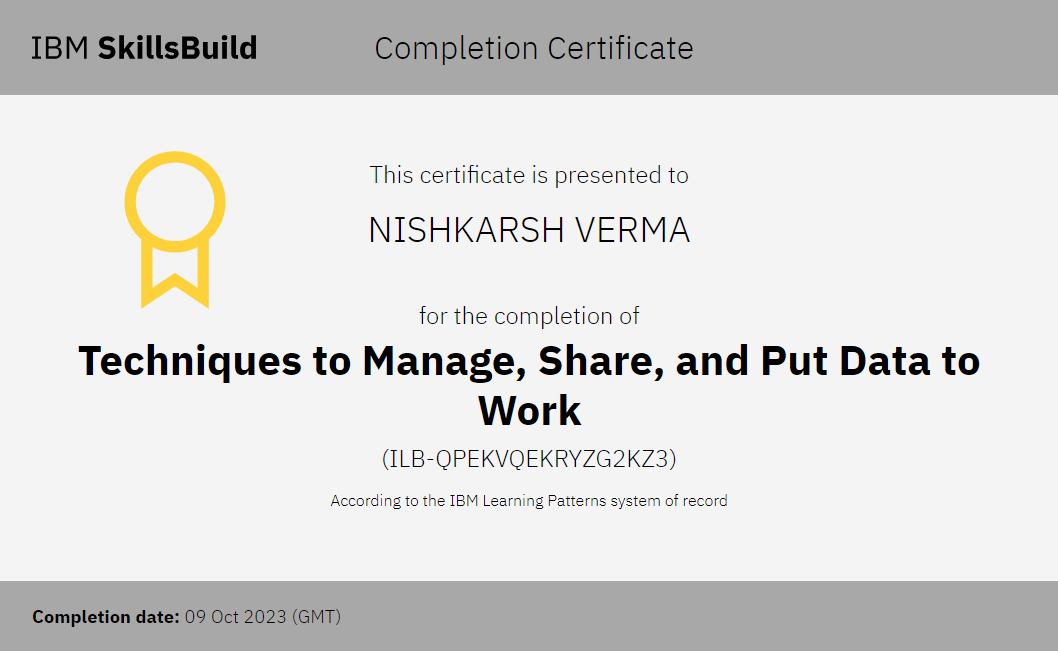 IBM SkillsBuild
Completion Certificate
This certificate is presented to
NISHKARSH VERMA
for the completion of
Techniques to Manage, Share, and Put Data to
Work
(ILB-QPEKVQEKRYZG2KZ3)
According to the IBM Learning Patterns system of record
Completion date: 09 Oct 2023 (GMT)